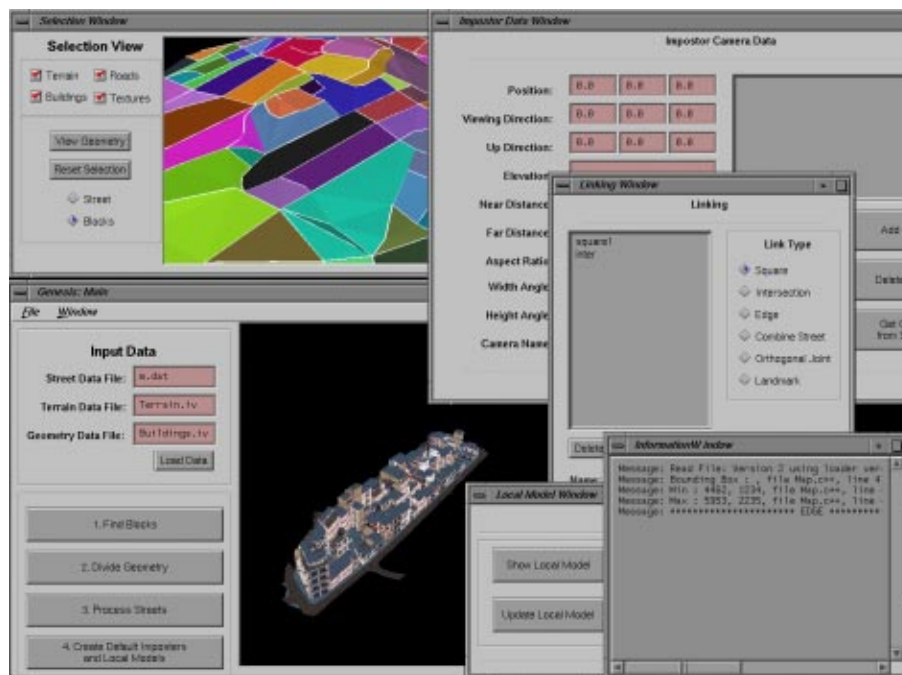 Selection Window
Selection View
Terrain Roads
Buildings Textures
View Geometry
Reset Selection
Street
Blocks
Impostor Data Window
Impostor Camera Data
Position: 0.0 0.0 0.0
Viewing Direction: 0.0 0.0 0.0
Up Direction: 0.0 0.0 0.0
Elevation
Near Distance
Far Distance
Aspect Ratio
Width Angle
Height Angle
Camera Name
Add
Delete
from
Linking Window
Linking
square1
inter
Link Type
Square
Intersection
Edge
Combine Street
Orthogonal Joint
Landmark
Delete
Name:
Genesis: Main
File Window
Input Data
Street Data File: m.dat
Terrain Data File: Terrain.iv
Geometry Data File: Buildings.iv
Load Data
1. Find Blocks
2. Divide Geometry
3. Process Streets
4. Create Default Imposters
and Local Models
Local Model Window
Show Local Model
Update Local Model
InformationW indow
Message: Read File: Version 2 using loader ver
Message: Bounding Box : , file Map.c++, line 4
Message: Min : 4462, 1234, file Map.c++, line
Message: Max : 5953, 2235, file Map.c++, line
Message: ********************** EDGE *********